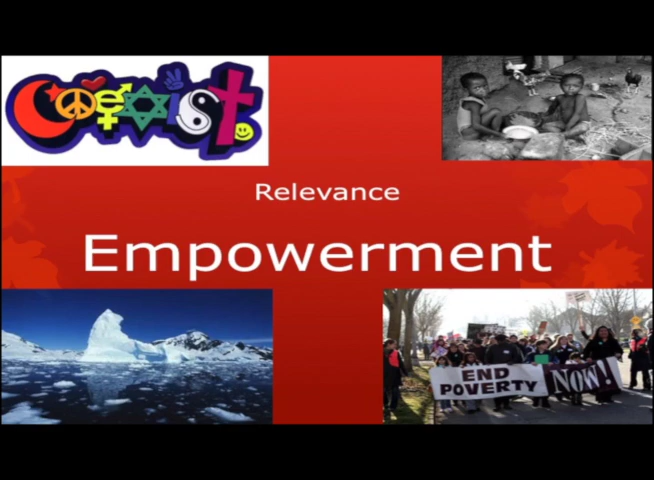 Coexist
Relevance
Empowerment
END
POVERTY NOW!